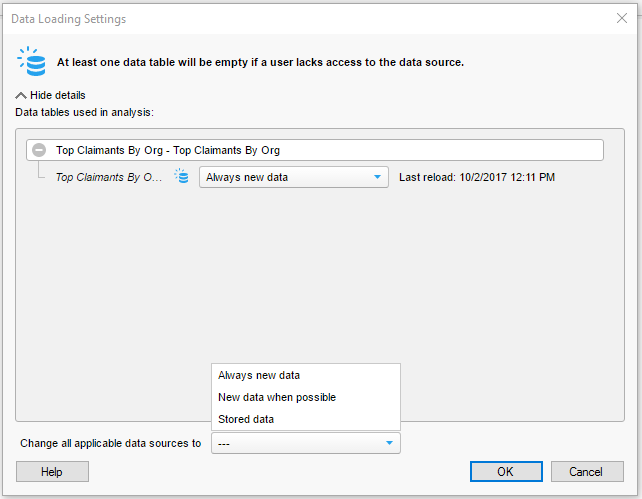 Data Loading Settings
At least one data table will be empty if a user lacks access to the data source.
Hide details
Data tables used in analysis:
Top Claimants By Org - Top Claimants By Org
Top Claimants By O... Always new data Last reload: 10/2/2017 12:11 PM
Always new data
New data when possible
Stored data
Change all applicable data sources to ---
Help OK Cancel